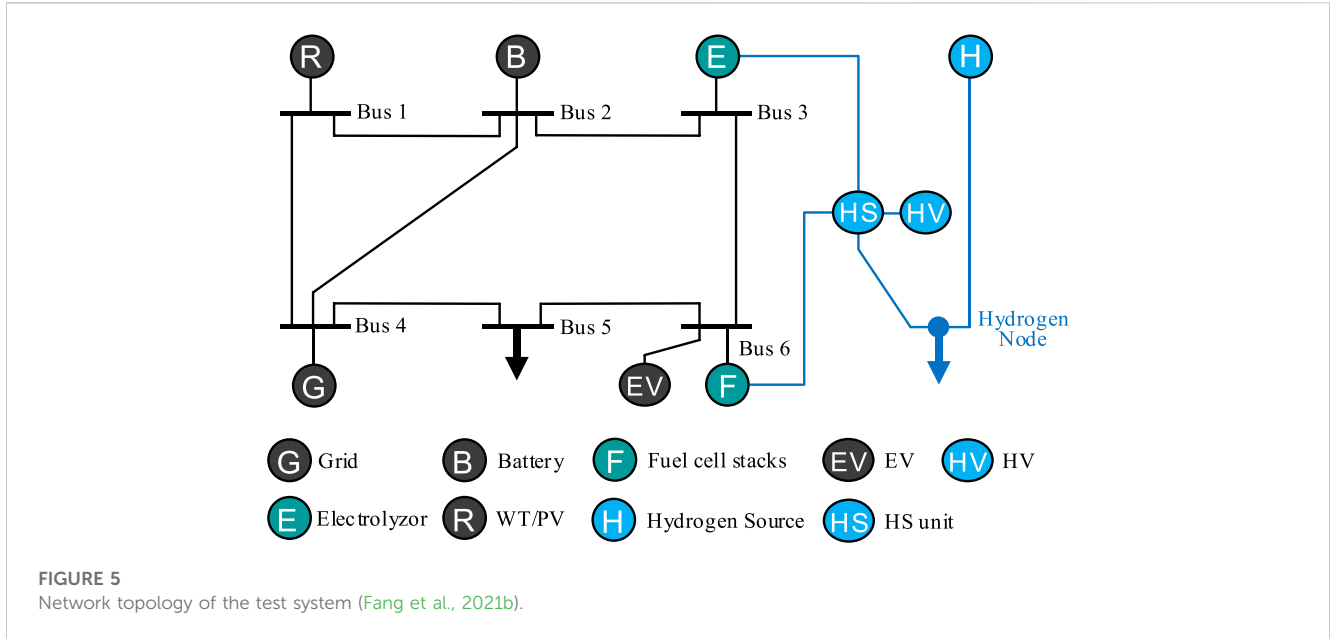 R
B
E
H
Bus 1
Bus 2
Bus 3
HS
HV
Bus 4
Bus 5
Bus 6
Hydrogen
Node
G
EV
F
G Grid
B Battery
F Fuel cell stacks
EV EV
HV HV
E Electrolyzor
R WT/PV
H Hydrogen Source
HS HS unit
FIGURE 5
Network topology of the test system (Fang et al., 2021b).